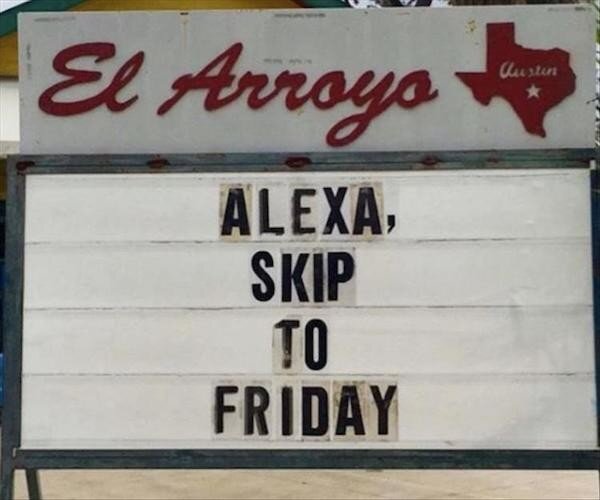 El Arroyo
Austin
ALEXA,
SKIP
TO
FRIDAY